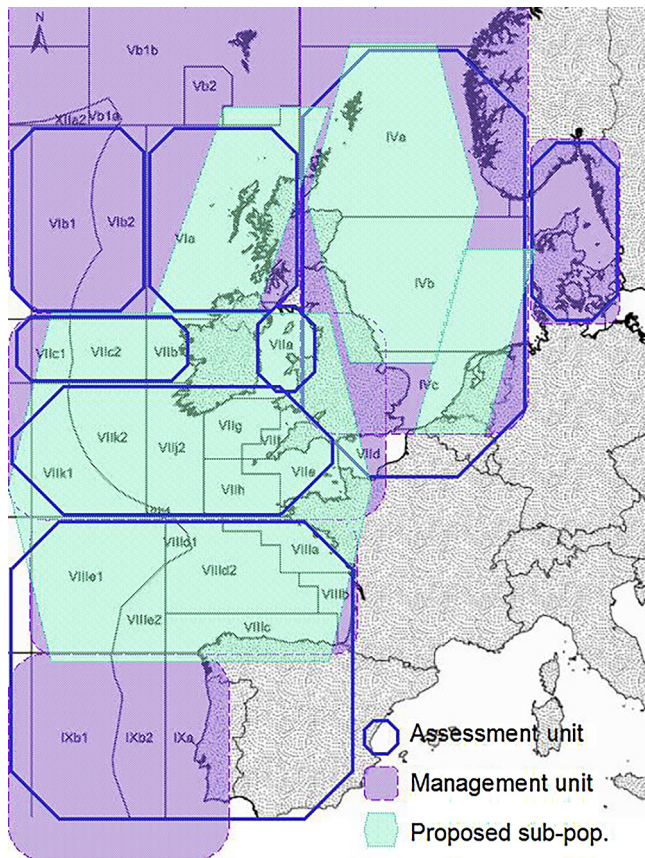 N
Vb1b
Vb2
XIIa2
Vb1a
IVa
VIb1
VIb2
VIa
IVb
VIIc1
VIIc2
VIIb
VIIa
IVc
VIIk2
VIIj2
VIIg
VIIf
VIIe
VIId
VIIk1
VIIh
VIIId1
VIIIa
VIIIe1
VIIId2
VIIIb
VIIIe2
VIIIc
IXb1
IXb2
IXa
Assessment unit
Management unit
Proposed sub-pop.